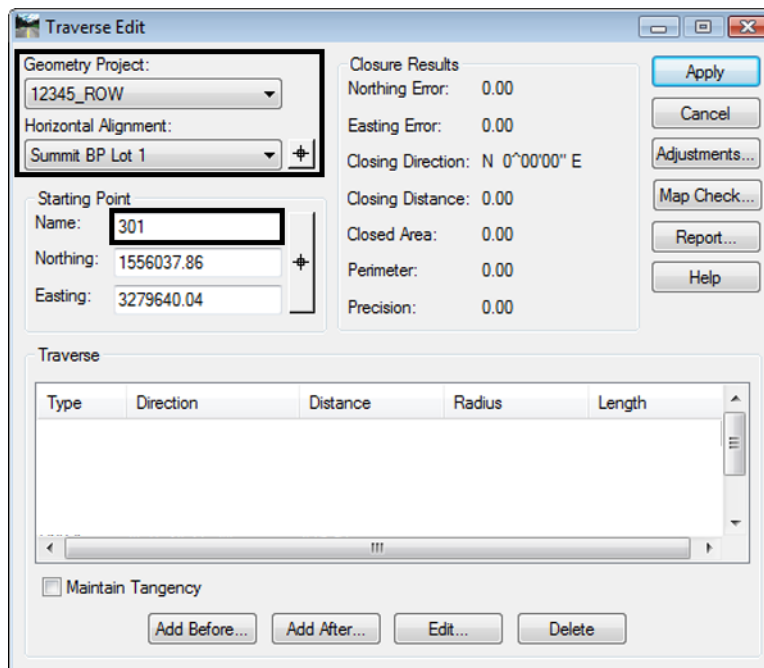 Traverse Edit
Geometry Project:
12345_ROW
Horizontal Alignment:
Summit BP Lot 1
Starting Point
Name: 301
Northing: 1556037.86
Easting: 3279640.04
Closure Results
Northing Error: 0.00
Easting Error: 0.00
Closing Direction: N 0^00'00" E
Closing Distance: 0.00
Closed Area: 0.00
Perimeter: 0.00
Precision: 0.00
Apply
Cancel
Adjustments...
Map Check...
Report...
Help
Traverse
Type Direction Distance Radius Length
Maintain Tangency
Add Before... Add After... Edit... Delete